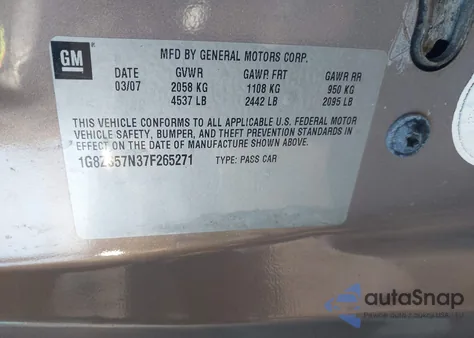 GM
MFD BY GENERAL MOTORS CORP.
DATE GVWR GAWR FRT GAWR RR
03/07 2058 KG 1108 KG 950 KG
4537 LB 2442 LB 2095 LB
THIS VEHICLE CONFORMS TO ALL APPLICABLE U.S. FEDERAL MOTOR
VEHICLE SAFETY, BUMPER, AND THEFT PREVENTION STANDARDS IN
EFFECT ON THE DATE OF MANUFACTURE SHOWN ABOVE.
TYPE: PASS CAR
autoSnap